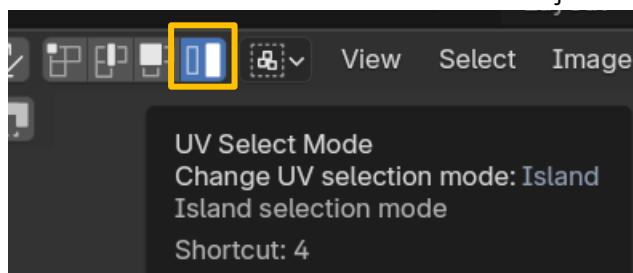 View Select Image
UV Select Mode
Change UV selection mode: Island
Island selection mode
Shortcut: 4